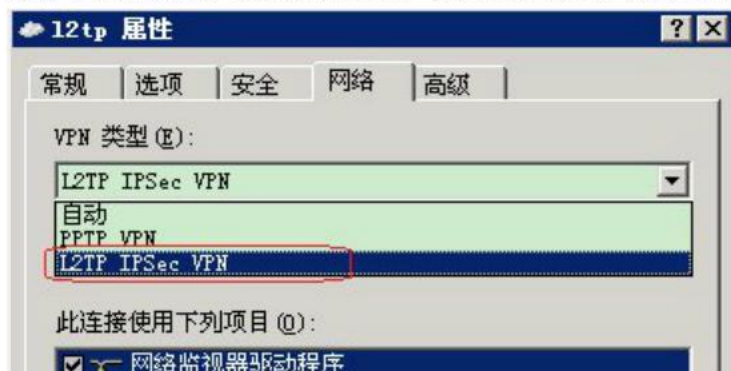 l2tp 属性
常规 选项 安全 网络 高级
VPN 类型(E):
L2TP IPSec VPN
自动
PPTP VPN
L2TP IPSec VPN
此连接使用下列项目(O):
网络监视器驱动程序